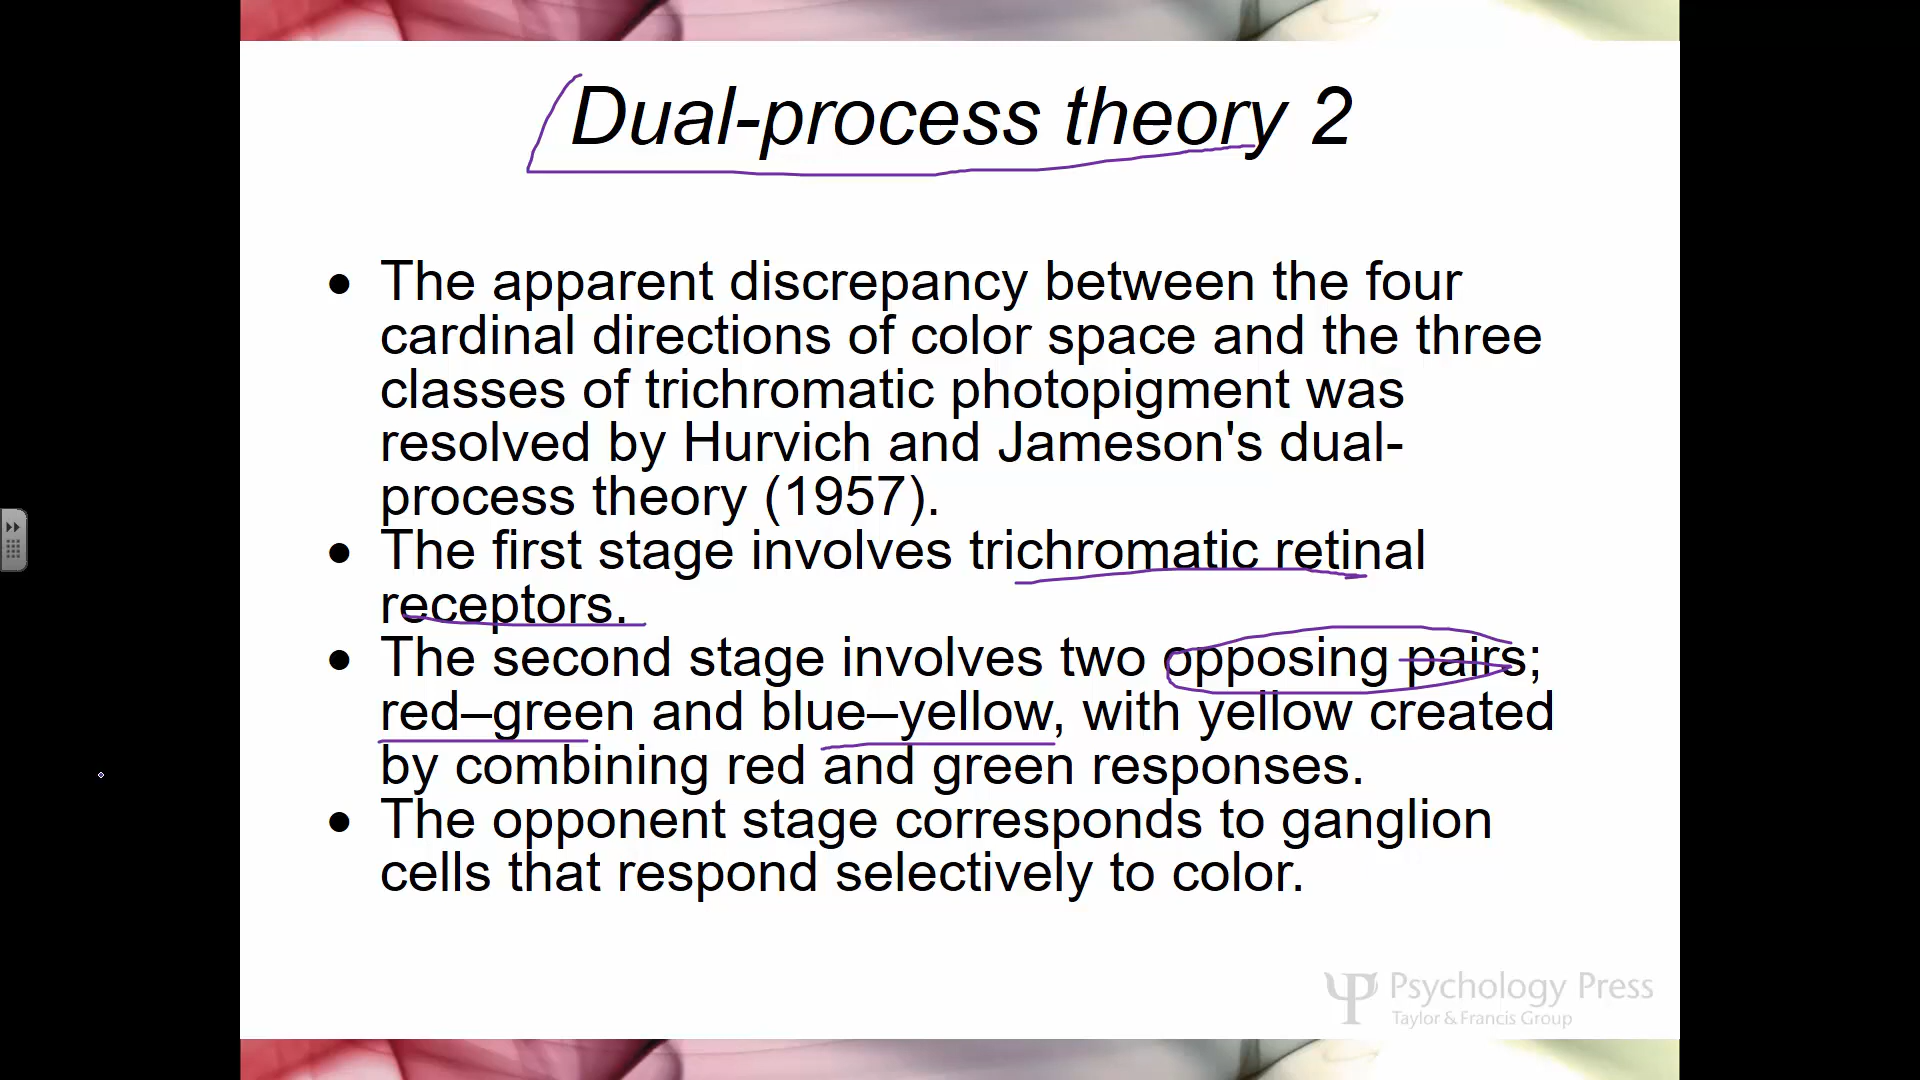 Dual-process theory 2
• The apparent discrepancy between the four
cardinal directions of color space and the three
classes of trichromatic photopigment was
resolved by Hurvich and Jameson's dual-
process theory (1957).
• The first stage involves trichromatic retinal
receptors.
• The second stage involves two opposing pairs;
red–green and blue–yellow, with yellow created
by combining red and green responses.
• The opponent stage corresponds to ganglion
cells that respond selectively to color.
Psychology Press
Taylor & Francis Group